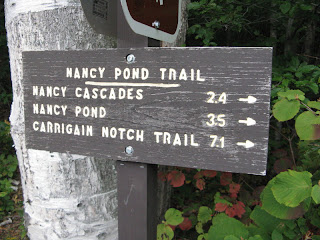 NANCY POND TRAIL
NANCY CASCADES 2.4 →
NANCY POND 3.5 →
CARRIGAIN NOTCH TRAIL 7.1 →